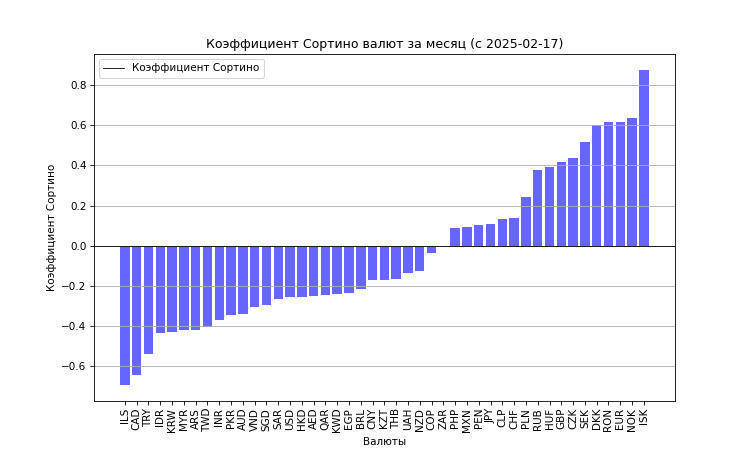 Коэффициент Сортино валют за месяц (с 2025-02-17)
Коэффициент Сортино
0.8
0.6
0.4
0.2
0.0
−0.2
−0.4
−0.6
Коэффициент Сортино
ILS CAD TRY IDR KRW MYR ARS TWD INR PKR AUD VND SGD SAR USD HKD AED QAR KWD EGP BRL CNY KZT THB UAH NZD COP ZAR PHP MXN PEN JPY CLP CHF PLN RUB HUF GBP CZK SEK DKK RON EUR NOK ISK
Валюты